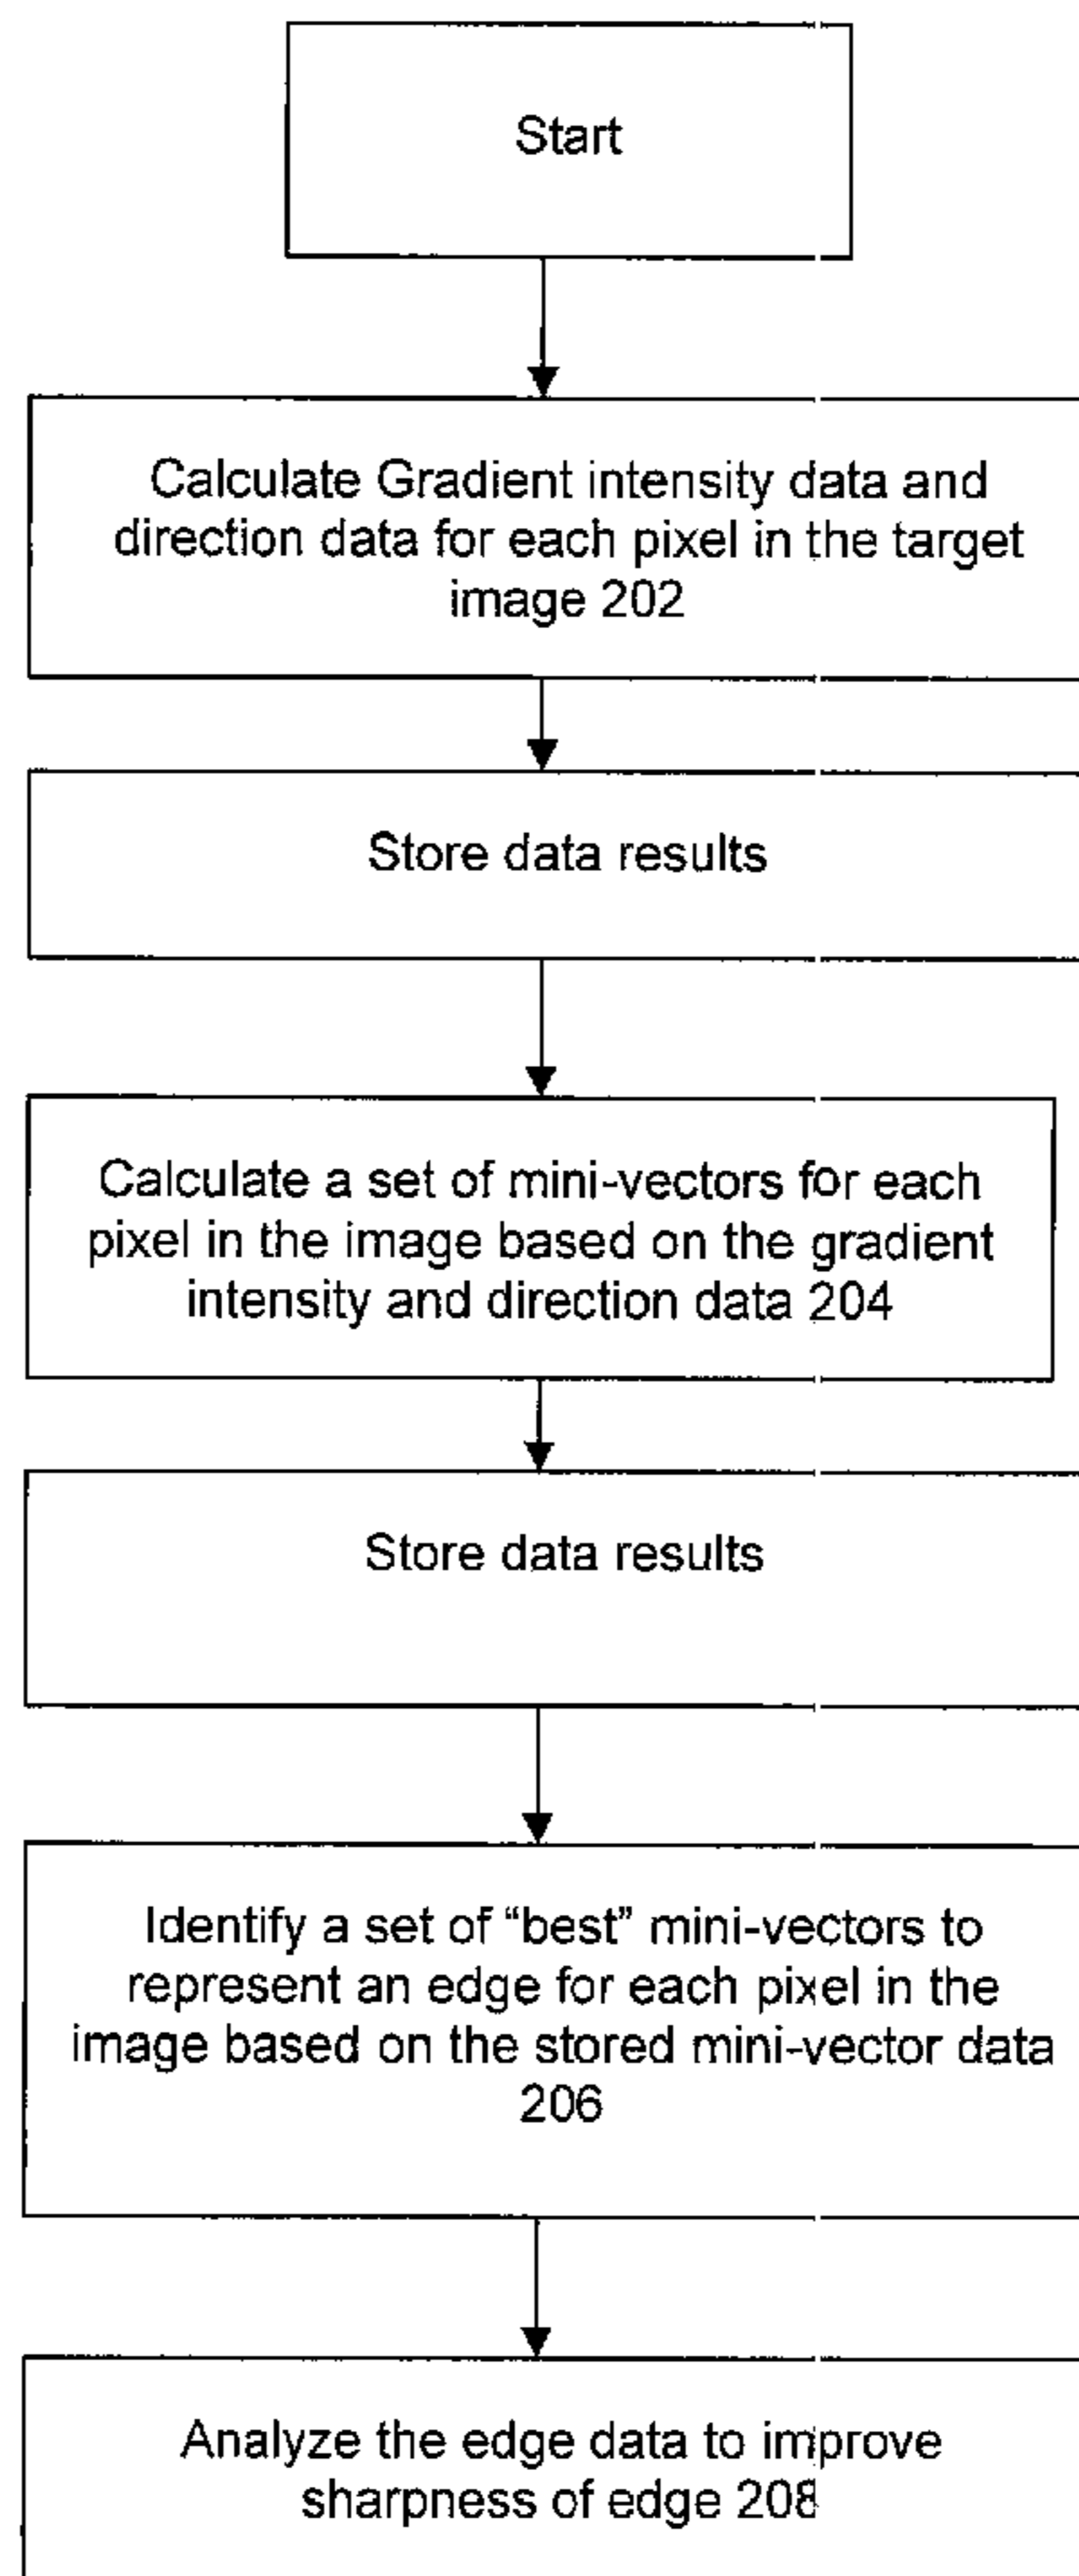 Start
Calculate Gradient intensity data and
direction data for each pixel in the target
image 202
Store data results
Calculate a set of mini-vectors for each
pixel in the image based on the gradient
intensity and direction data 204
Store data results
Identify a set of “best” mini-vectors to
represent an edge for each pixel in the
image based on the stored mini-vector data
206
Analyze the edge data to improve
sharpness of edge 208